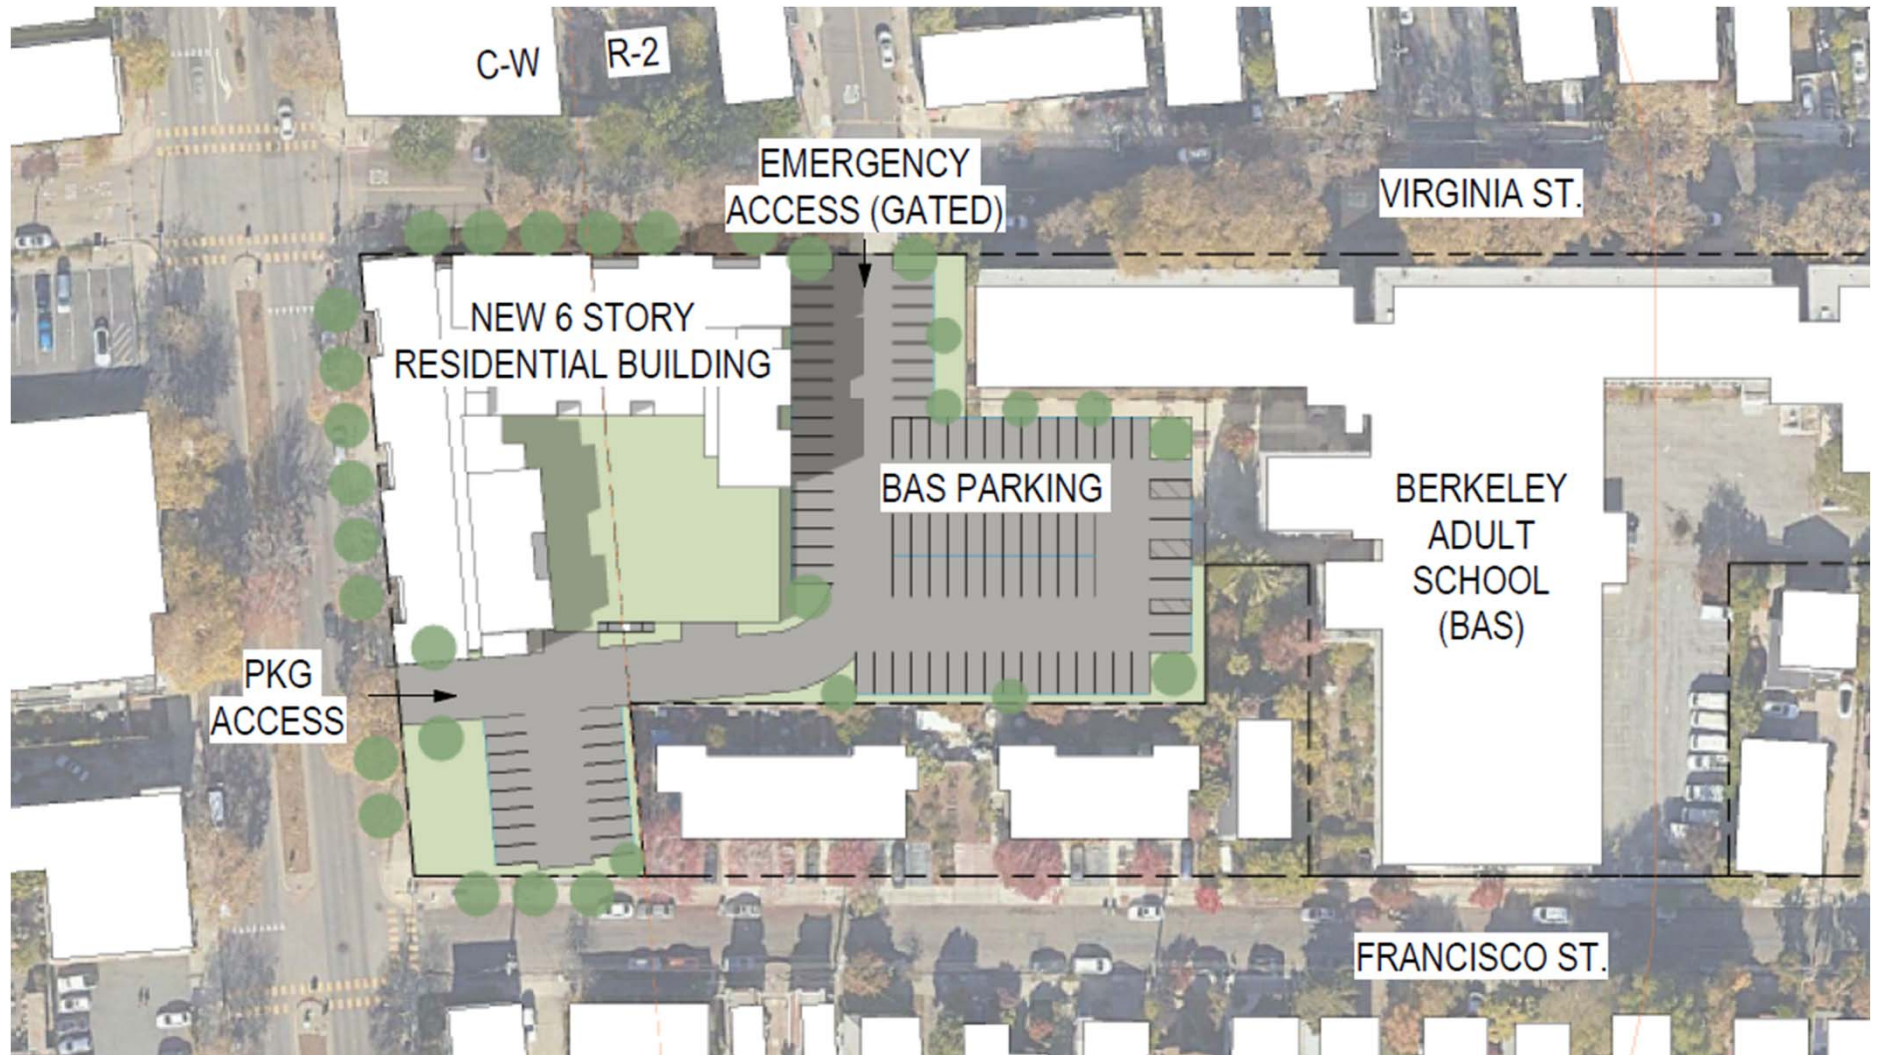 C-W
R-2
EMERGENCY
ACCESS (GATED)
VIRGINIA ST.
NEW 6 STORY
RESIDENTIAL BUILDING
BAS PARKING
BERKELEY
ADULT
SCHOOL
(BAS)
PKG
ACCESS
FRANCISCO ST.